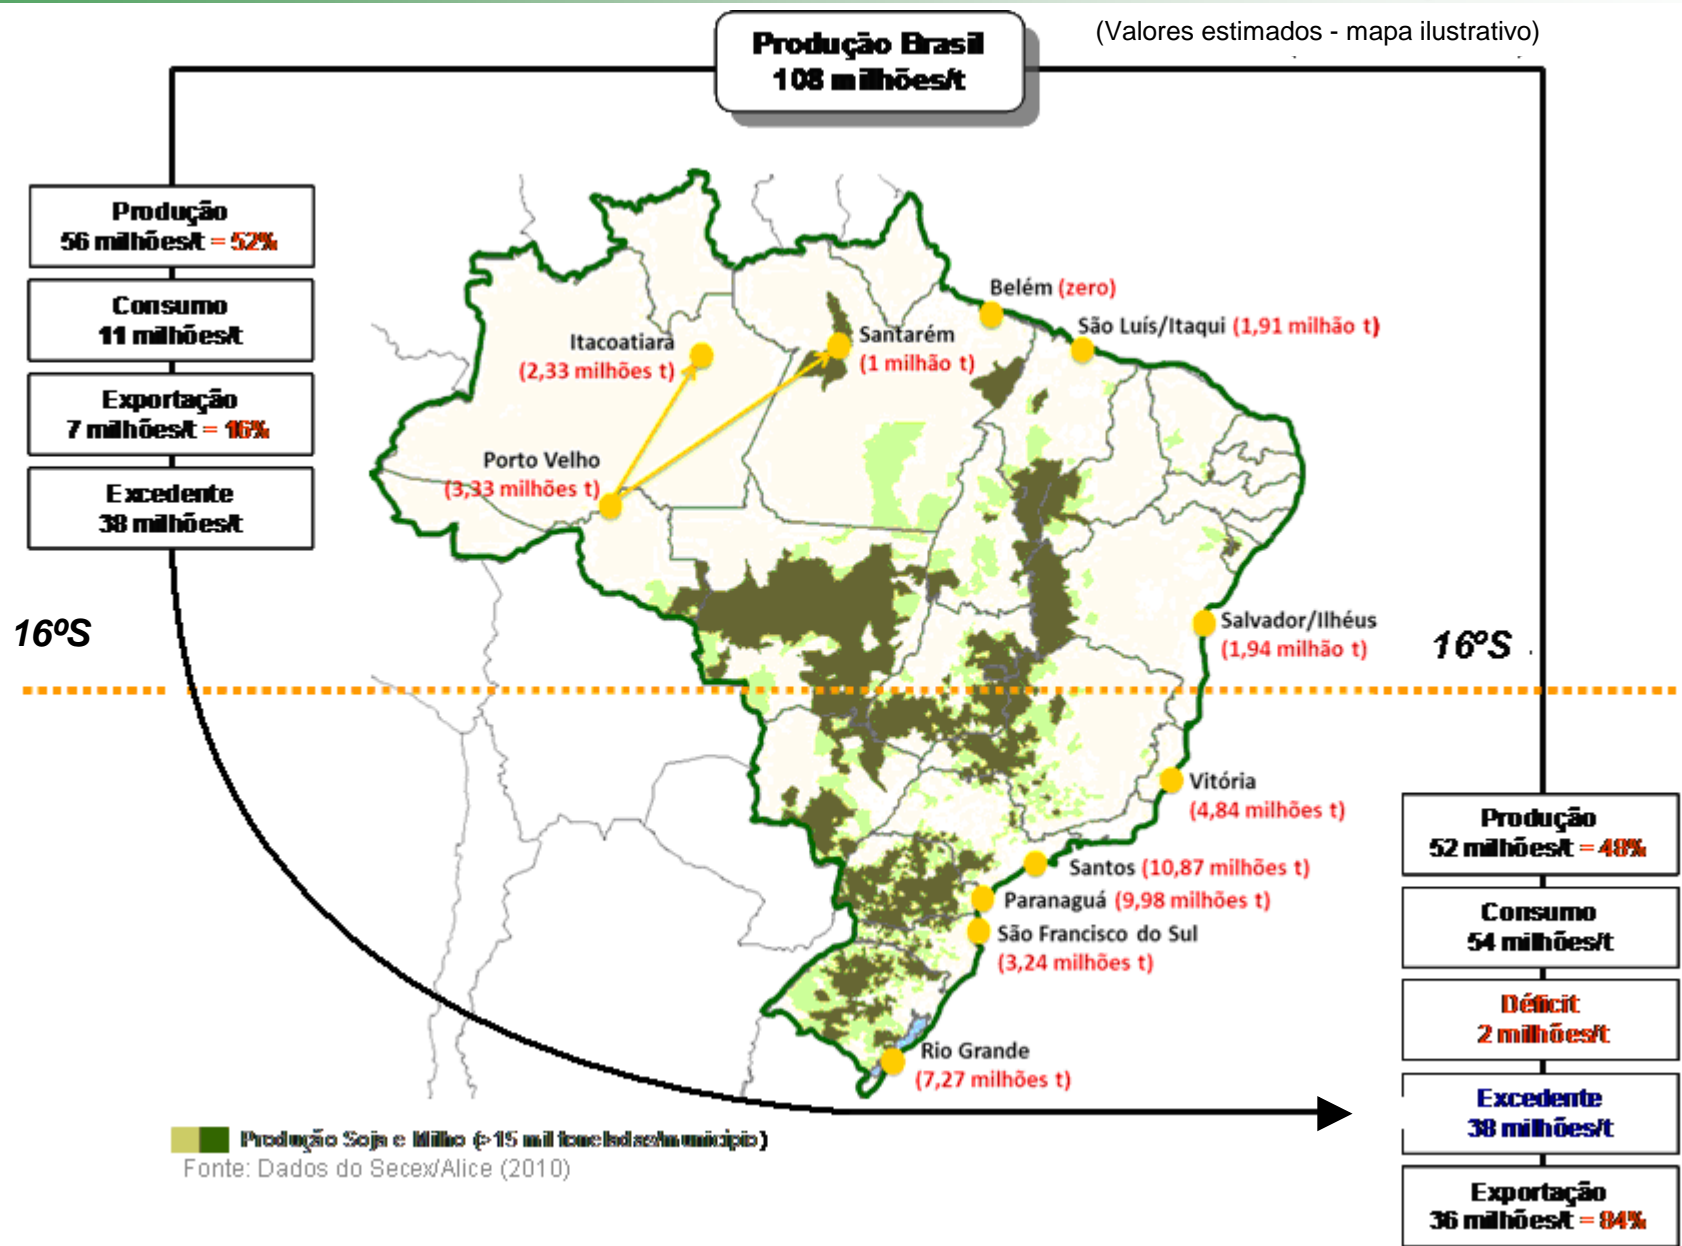 Produção Brasil
108 milhões/t
(Valores estimados - mapa ilustrativo)
Produção
56 milhões/t = 52%
Consumo
11 milhões/t
Exportação
7 milhões/t = 16%
Excedente
38 milhões/t
16ºS
Belém (zero)
São Luís/Itaqui (1,91 milhão t)
Itacoatiará
(2,33 milhões t)
Santarém
(1 milhão t)
Porto Velho
(3,33 milhões t)
Salvador/Ilhéus
(1,94 milhão t)
16ºS
Vitória
(4,84 milhões t)
Santos (10,87 milhões t)
Paranaguá (9,98 milhões t)
São Francisco do Sul
(3,24 milhões t)
Rio Grande
(7,27 milhões t)
Produção
52 milhões/t = 48%
Consumo
54 milhões/t
Déficit
2 milhões/t
Excedente
38 milhões/t
Exportação
36 milhões/t = 84%
Produção Soja e Milho (>15 mil toneladas/município)
Fonte: Dados do Secex/Alice (2010)